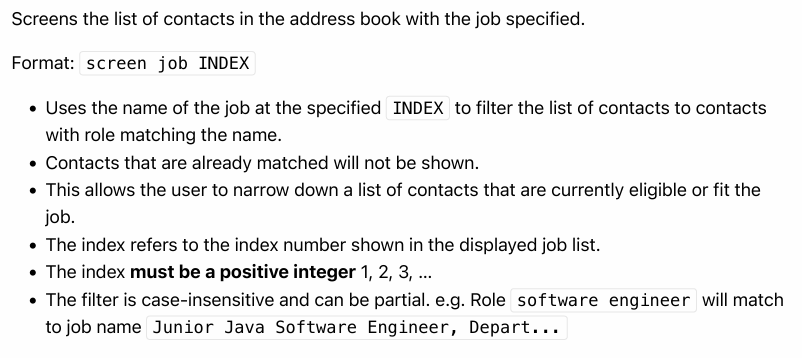 Screens the list of contacts in the address book with the job specified.
Format: screen job INDEX
• Uses the name of the job at the specified INDEX to filter the list of contacts to contacts
with role matching the name.
• Contacts that are already matched will not be shown.
• This allows the user to narrow down a list of contacts that are currently eligible or fit the
job.
• The index refers to the index number shown in the displayed job list.
• The index must be a positive integer 1, 2, 3, …
• The filter is case-insensitive and can be partial. e.g. Role software engineer will match
to job name Junior Java Software Engineer, Depart...